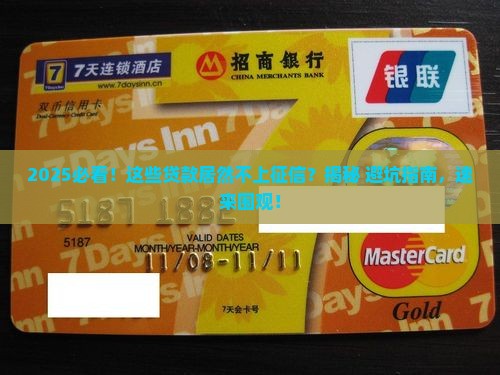 7
7天连锁酒店
7Days Inn
www.7daysinn.cn
招商银行
CHINA MERCHANTS BANK
银联
双币信用卡
Dual-Currency Credit Card
7Days Inn
2025必看！这些贷款居然不上征信？揭秘 避坑指南，速
来围观！
5187 1882
5187
VALID DATES
MONTH/YEAR-MONTH/YEAR
11/08-11/11
MasterCard
7天会卡号
Gold